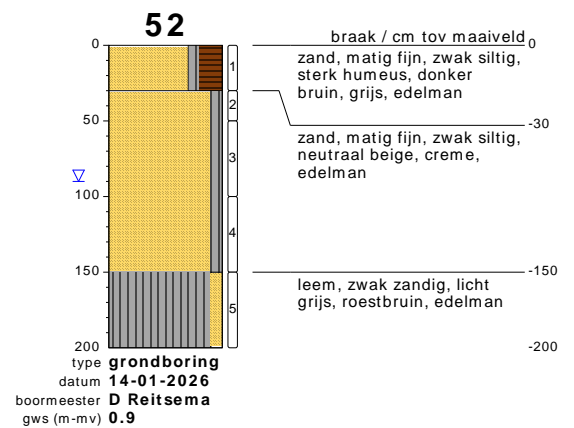 52
braak / cm tov maaiveld
0
0
zand, matig fijn, zwak siltig,
sterk humeus, donker
bruin, grijs, edelman
1
2
-30
50
zand, matig fijn, zwak siltig,
neutraal beige, creme,
edelman
3
100
4
150
-150
leem, zwak zandig, licht
grijs, roestbruin, edelman
5
200
-200
type grondboring
datum 14-01-2026
boormeester D Reitsema
gws (m-mv) 0.9